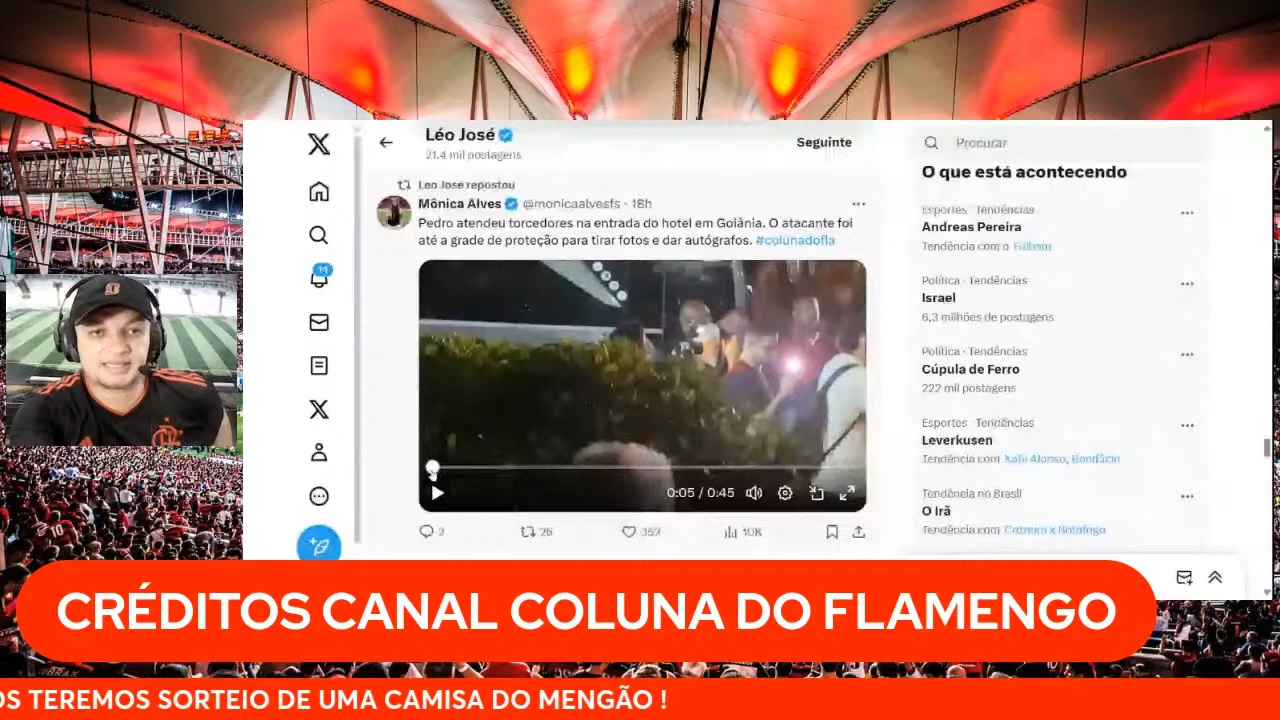 Léo José
21.4 mil postagens
Seguinte
Procurar
O que está acontecendo
Leo José repostou
Mônica Alves @monicaalvesfs · 18h
Pedro atendeu torcedores na entrada do hotel em Goiânia. O atacante foi
até a grade de proteção para tirar fotos e dar autógrafos. #colunadofla
14
0:05 / 0:45
2
26
352
10K
Esportes · Tendências
Andreas Pereira
Tendência com o Fulham
Política · Tendências
Israel
6,3 milhões de postagens
Política · Tendências
Cúpula de Ferro
222 mil postagens
Esportes · Tendências
Leverkusen
Tendência com Xabi Alonso, Bonifácio
Tendência no Brasil
O Irã
Tendência com Cruzeiro x Botafogo
CRÉDITOS CANAL COLUNA DO FLAMENGO
OS TEREMOS SORTEIO DE UMA CAMISA DO MENGÃO !